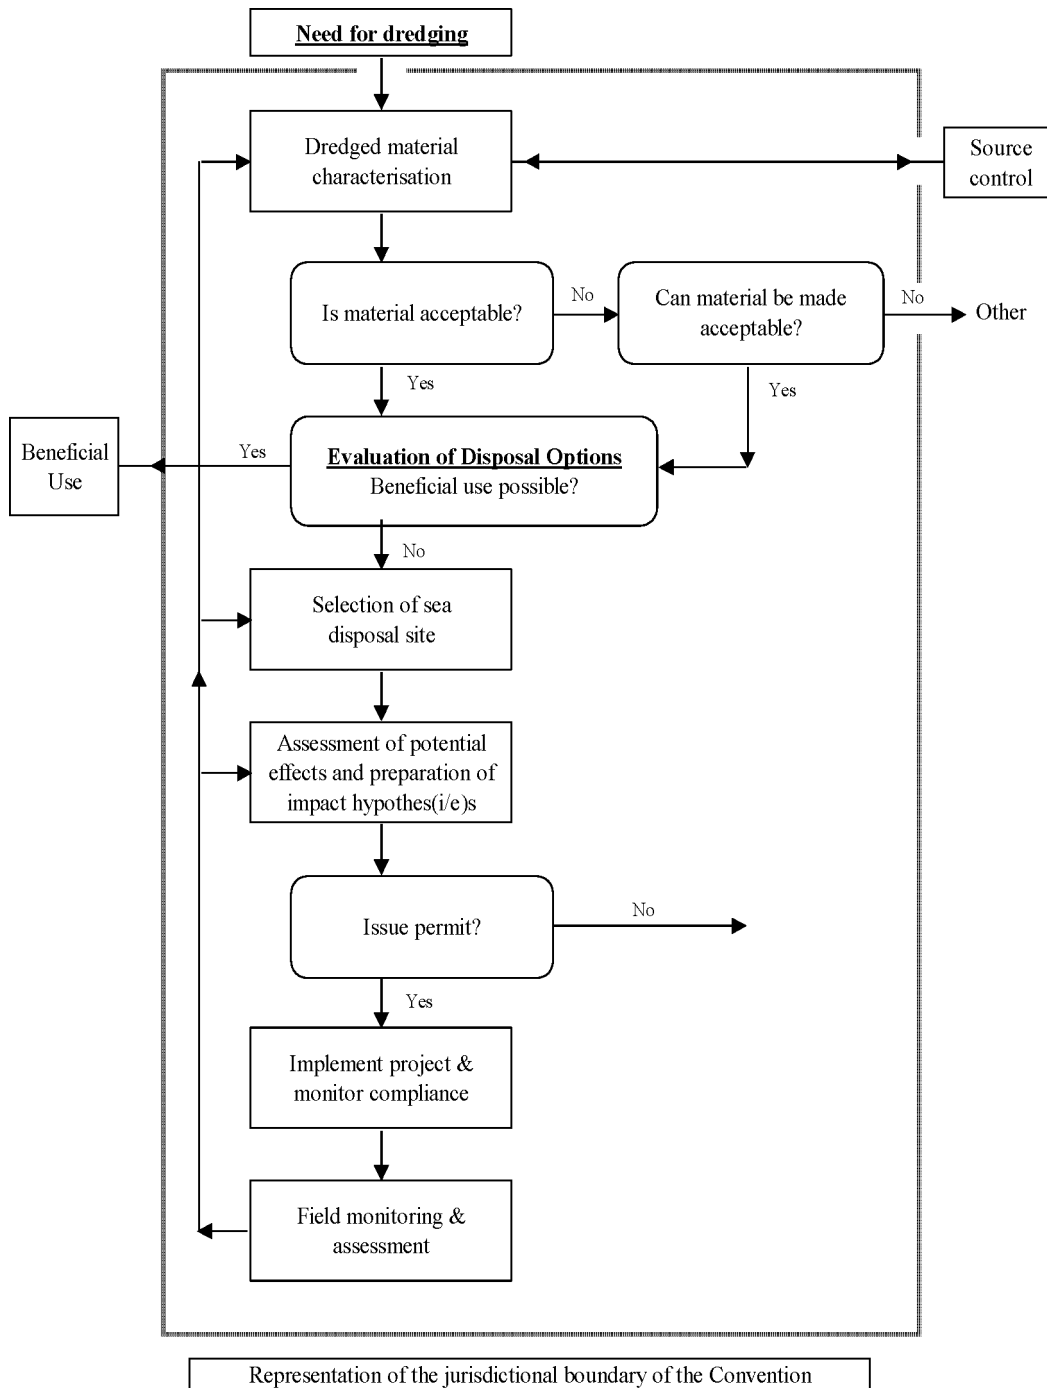 Need for dredging
Dredged material
characterisation
Source
control
Is material acceptable?
No
Can material be made
acceptable?
No
Other
Yes
Yes
Beneficial
Use
Yes
Evaluation of Disposal Options
Beneficial use possible?
No
Selection of sea
disposal site
Assessment of potential
effects and preparation of
impact hypothes(i/e)s
Issue permit?
No
Yes
Implement project &
monitor compliance
Field monitoring &
assessment
Representation of the jurisdictional boundary of the Convention